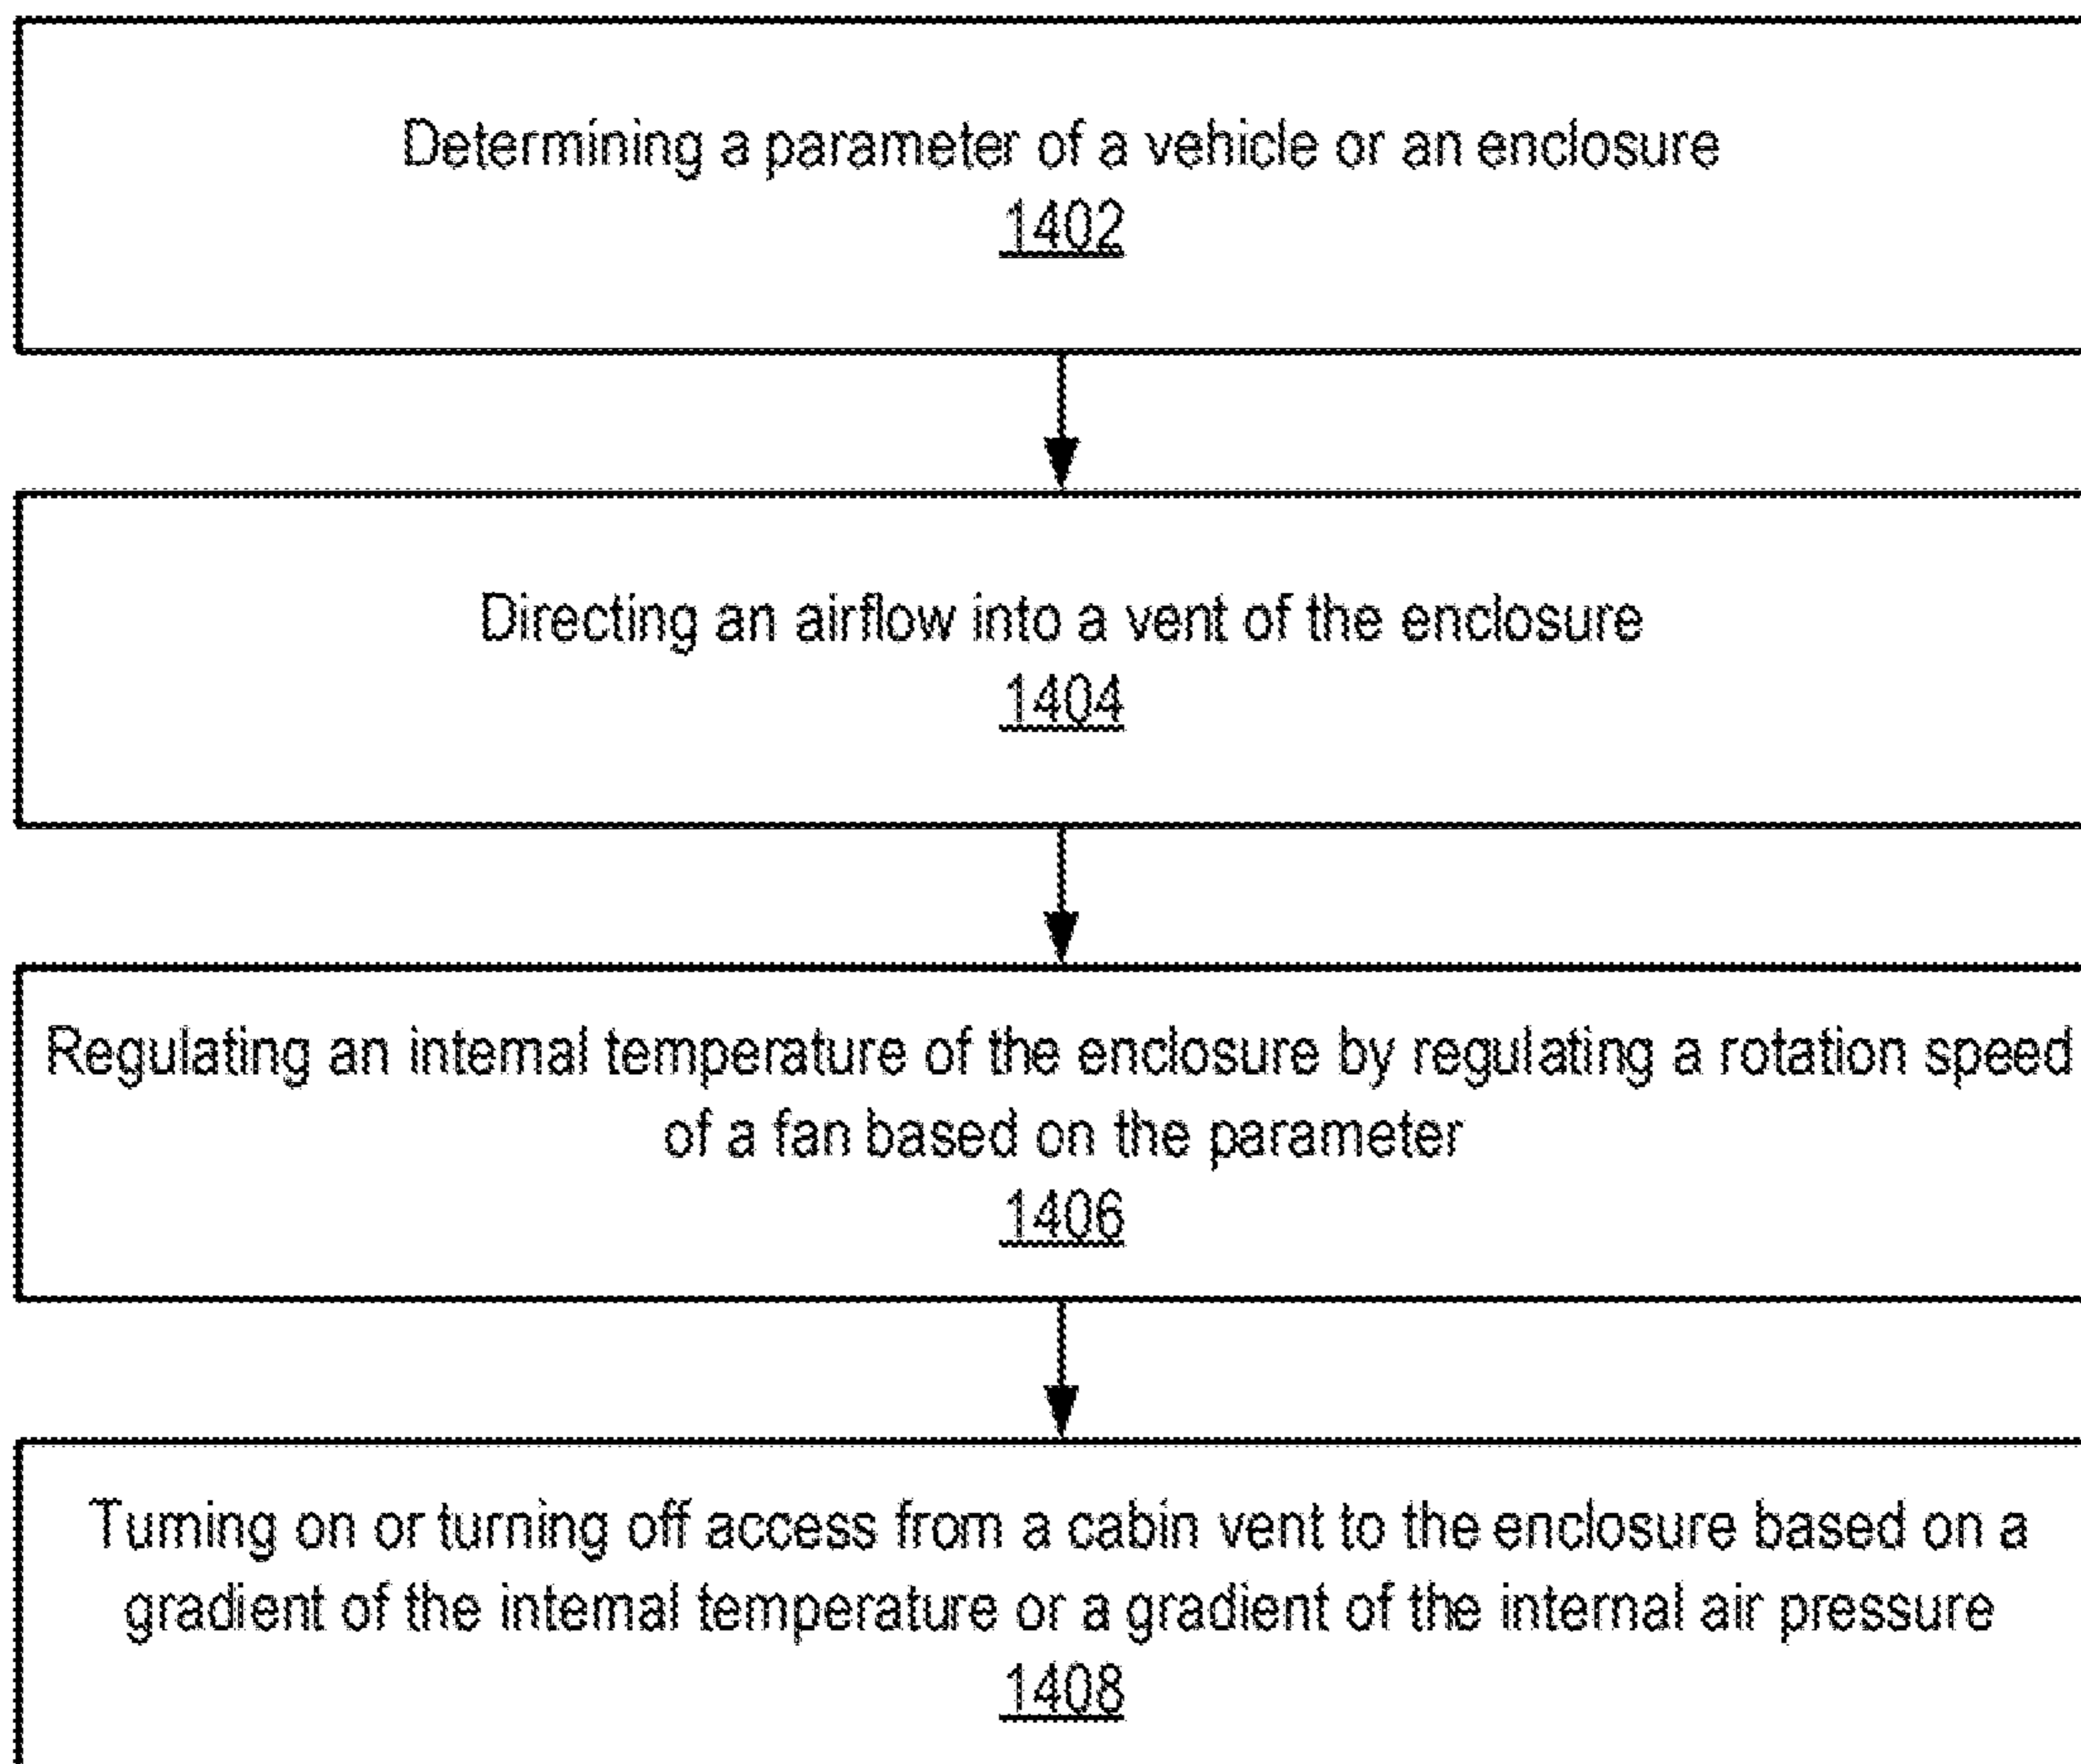 Determining a parameter of a vehicle or an enclosure
1402
Directing an airflow into a vent of the enclosure
1404
Regulating an internal temperature of the enclosure by regulating a rotation speed
of a fan based on the parameter
1406
Turning on or turning off access from a cabin vent to the enclosure based on a
gradient of the internal temperature or a gradient of the internal air pressure
1408